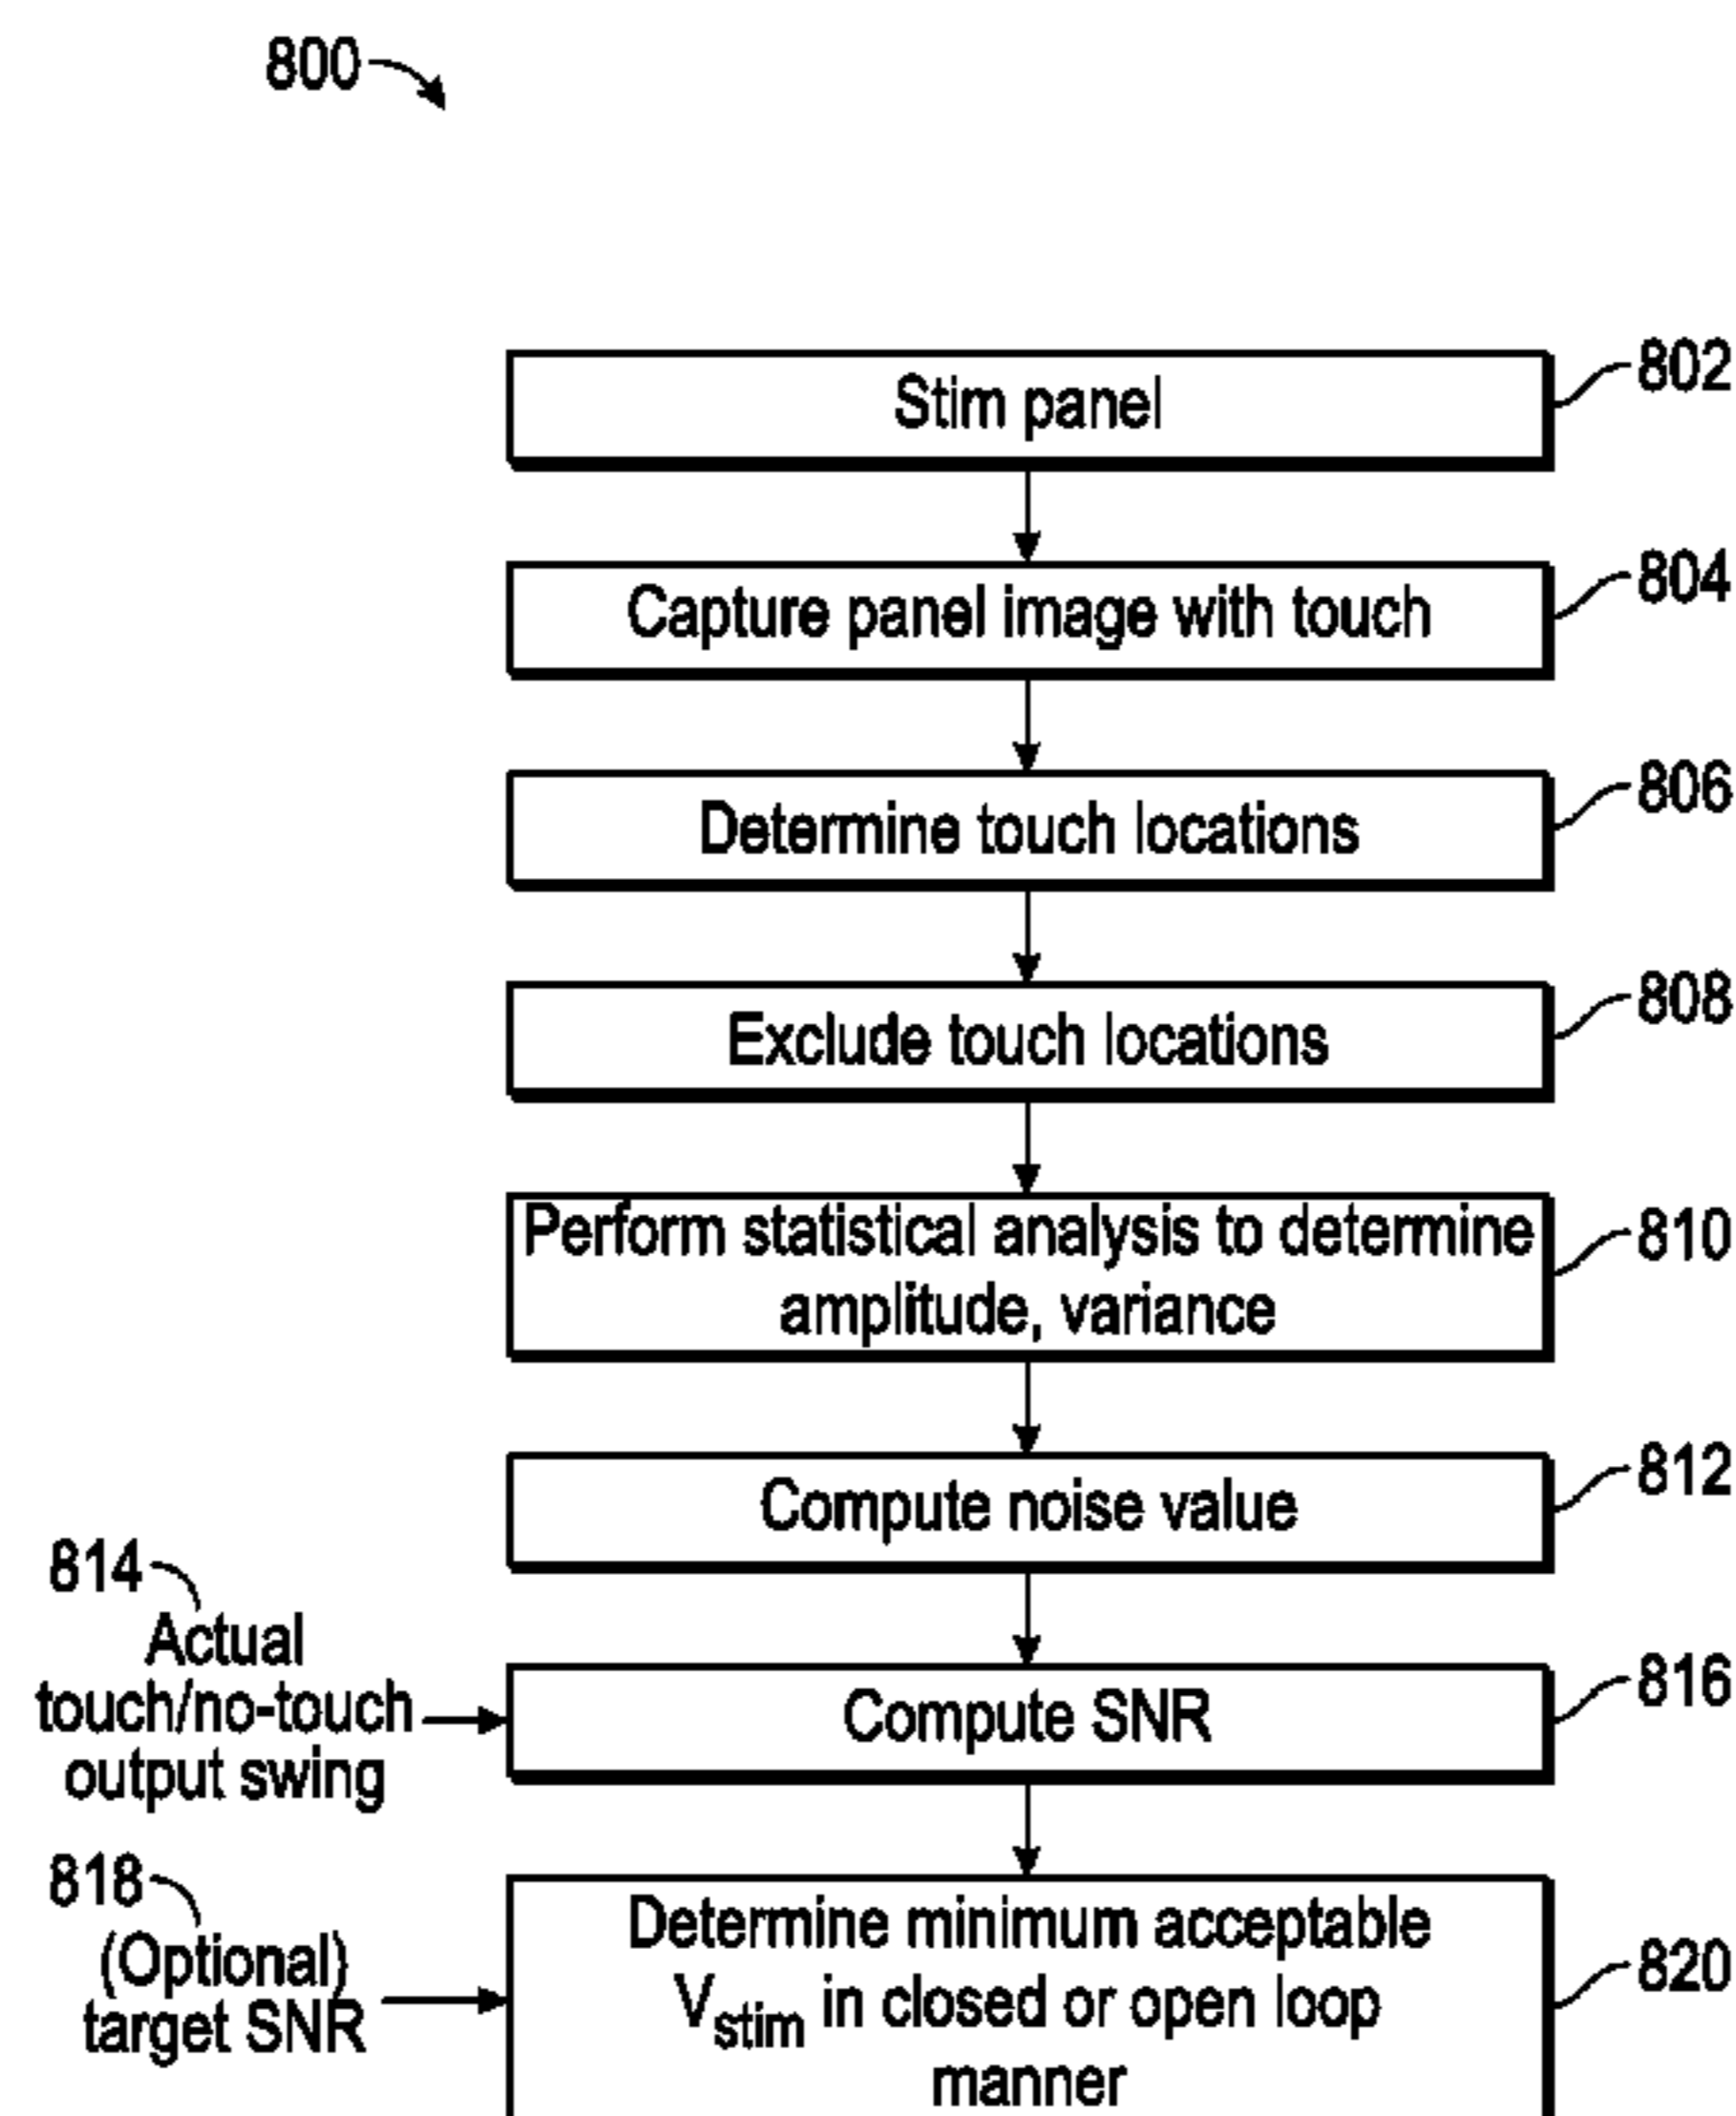 800
Stim panel
802
Capture panel image with touch
804
Determine touch locations
806
Exclude touch locations
808
Perform statistical analysis to determine
amplitude, variance
810
Compute noise value
812
814
Actual
touch/no-touch
output swing
Compute SNR
816
818
(Optional)
target SNR
Determine minimum acceptable
Vstim in closed or open loop
manner
820